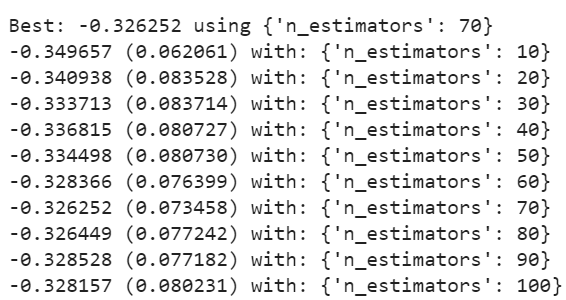 Best: -0.326252 using {'n_estimators': 70}
-0.349657 (0.062061) with: {'n_estimators': 10}
-0.340938 (0.083528) with: {'n_estimators': 20}
-0.333713 (0.083714) with: {'n_estimators': 30}
-0.336815 (0.080727) with: {'n_estimators': 40}
-0.334498 (0.080730) with: {'n_estimators': 50}
-0.328366 (0.076399) with: {'n_estimators': 60}
-0.326252 (0.073458) with: {'n_estimators': 70}
-0.326449 (0.077242) with: {'n_estimators': 80}
-0.328528 (0.077182) with: {'n_estimators': 90}
-0.328157 (0.080231) with: {'n_estimators': 100}